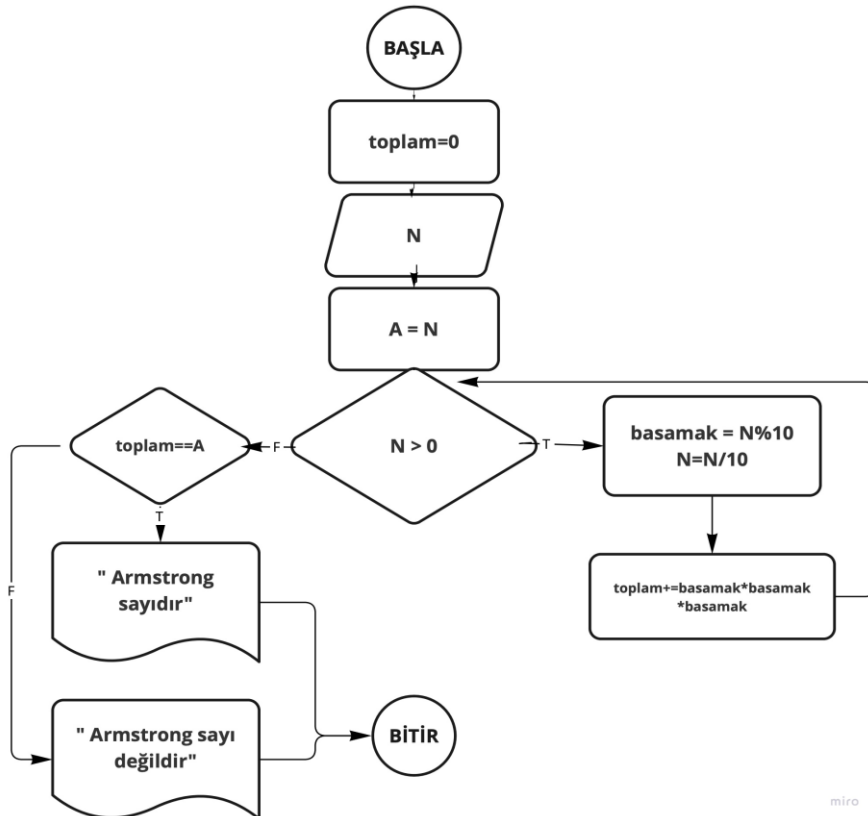 BAŞLA
toplam=0
N
A = N
N > 0
T
basamak = N%10
N=N/10
toplam+=basamak*basamak
*basamak
F
toplam==A
T
" Armstrong
sayıdır"
F
" Armstrong sayı
değildir"
BİTİR
miro